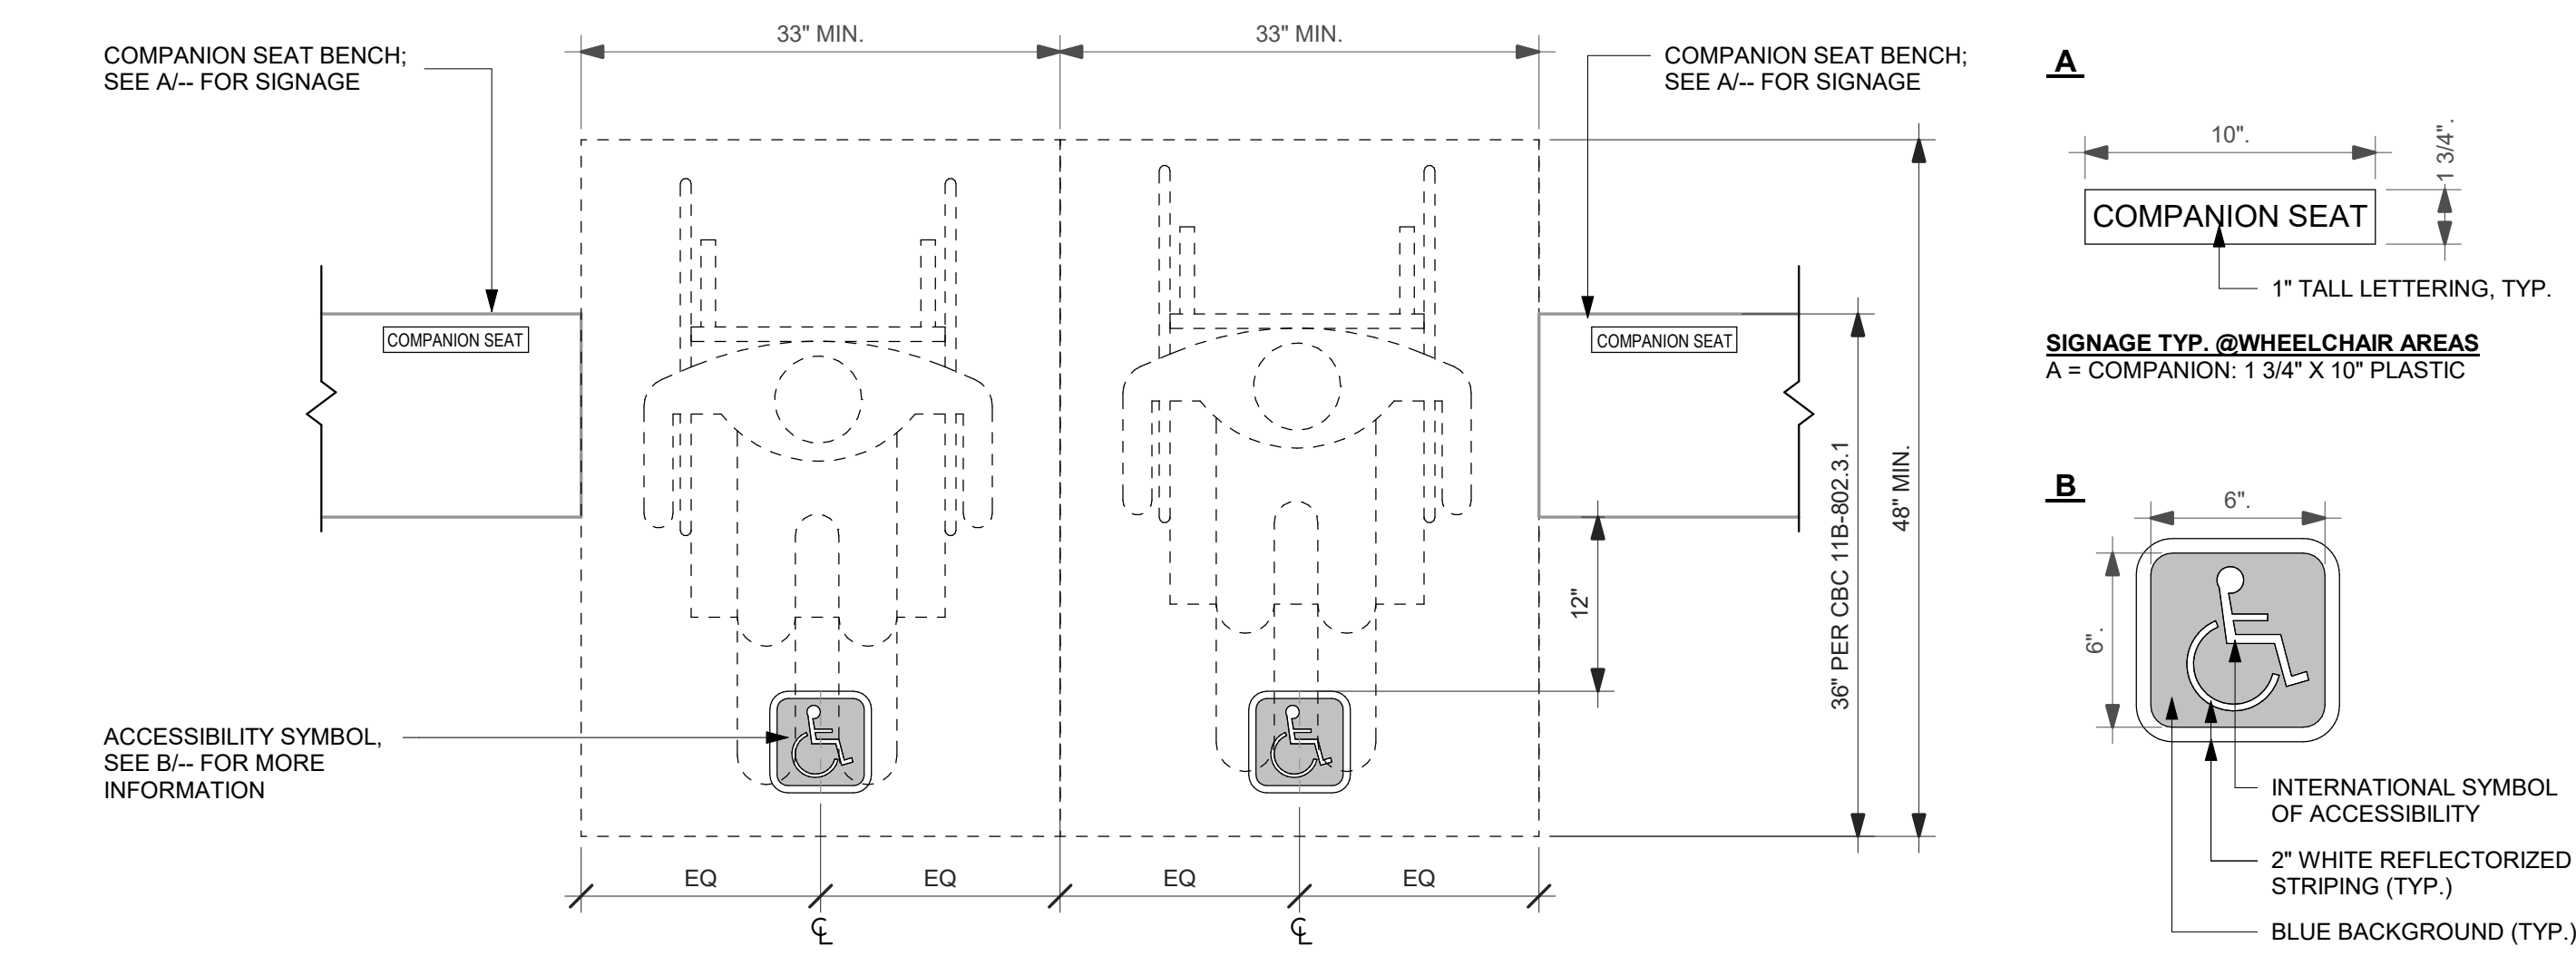 33" MIN.
33" MIN.
COMPANION SEAT BENCH;
SEE A/-- FOR SIGNAGE
COMPANION SEAT BENCH;
SEE A/-- FOR SIGNAGE
COMPANION SEAT
COMPANION SEAT
12"
36" PER CBC 11B-802.3.1
48" MIN.
ACCESSIBILITY SYMBOL,
SEE B/-- FOR MORE
INFORMATION
EQ
EQ
EQ
EQ
℄
℄
A
10".
1 3/4".
COMPANION SEAT
1" TALL LETTERING, TYP.
SIGNAGE TYP. @WHEELCHAIR AREAS
A = COMPANION: 1 3/4" X 10" PLASTIC
B
6".
6".
INTERNATIONAL SYMBOL
OF ACCESSIBILITY
2" WHITE REFLECTORIZED
STRIPING (TYP.)
BLUE BACKGROUND (TYP.)